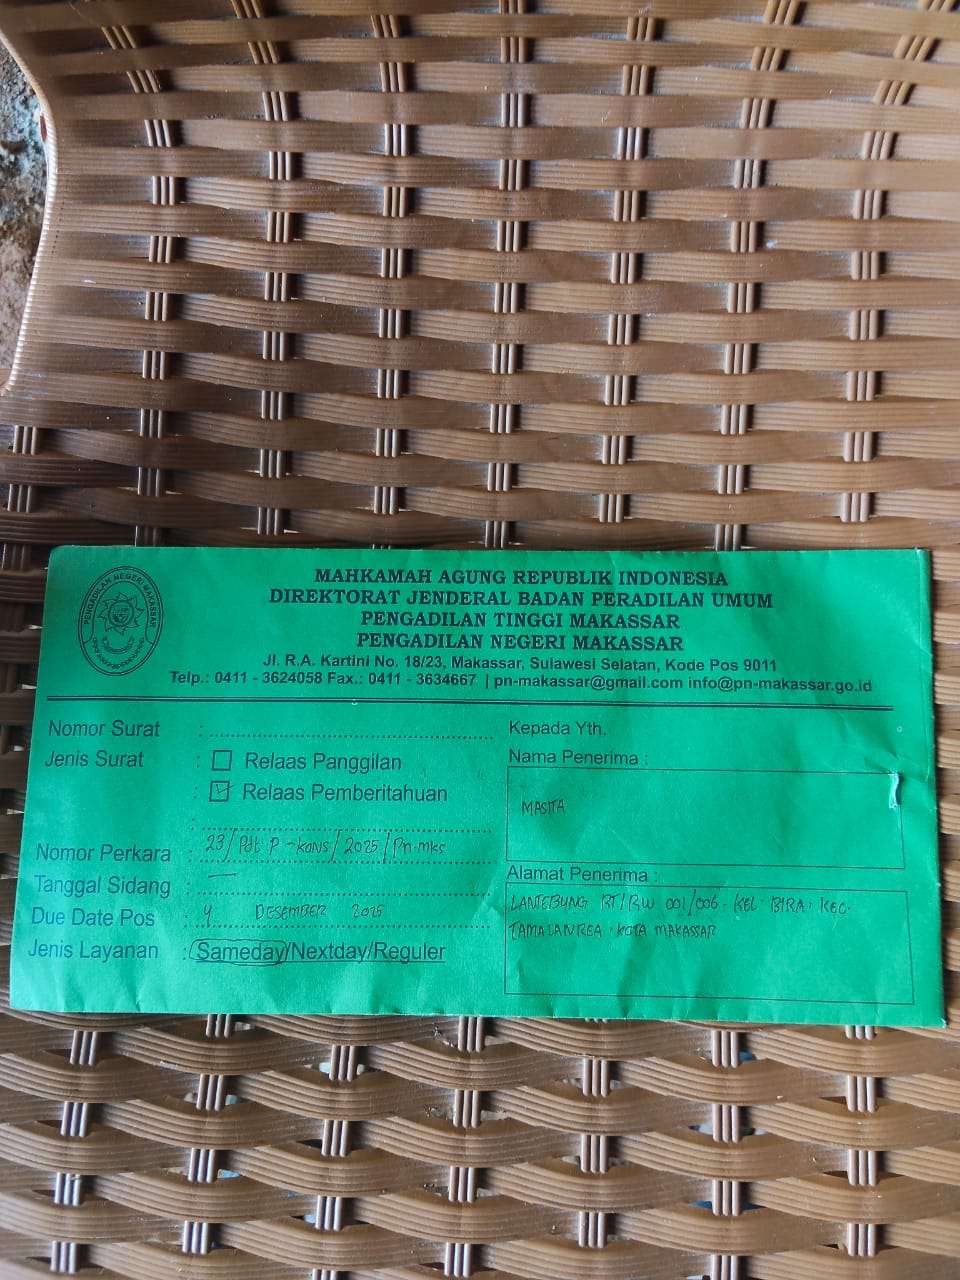 MAHKAMAH AGUNG REPUBLIK INDONESIA
DIREKTORAT JENDERAL BADAN PERADILAN UMUM
PENGADILAN TINGGI MAKASSAR
PENGADILAN NEGERI MAKASSAR
Jl. R.A. Kartini No. 18/23, Makassar, Sulawesi Selatan, Kode Pos 9011
Telp.: 0411 - 3624058 Fax.: 0411 - 3634667 | pn-makassar@gmail.com info@pn-makassar.go.id
PENGADILAN NEGERI MAKASSAR
Nomor Surat :
Jenis Surat : Relaas Panggilan
: Relaas Pemberitahuan
:
Nomor Perkara : 23/Pdt P-kons/2025/Pn.mks
Tanggal Sidang : —
Due Date Pos : 4 DESEMBER 2025
Jenis Layanan : Sameday/Nextday/Reguler
Kepada Yth.
Nama Penerima :
MASITA
Alamat Penerima :
LANTEBUNG RT/RW 001/006. KEL. BIRA. KEC.
TAMALANREA. KOTA MAKASSAR